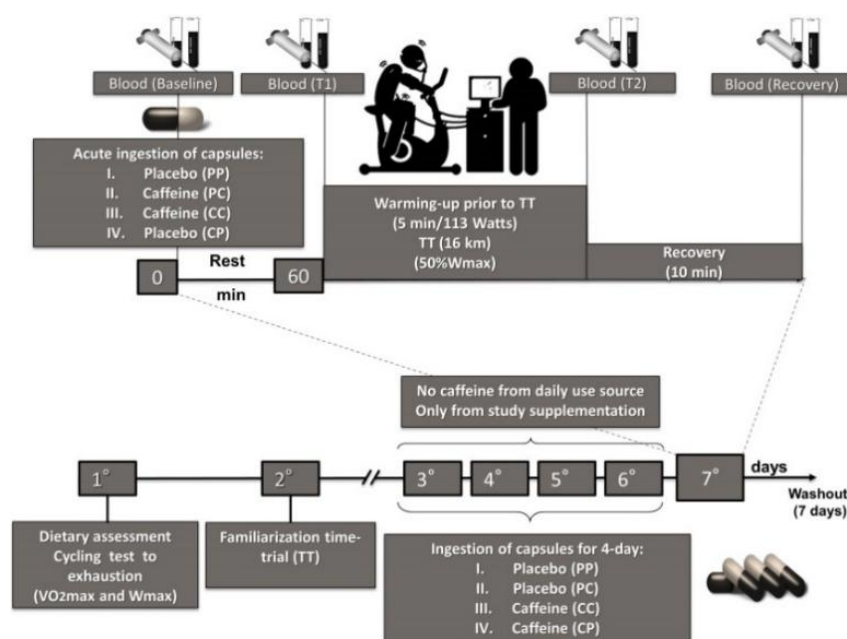 Blood (Baseline)
Blood (T1)
Blood (T2)
Blood (Recovery)
Acute ingestion of capsules:
I. Placebo (PP)
II. Caffeine (PC)
III. Caffeine (CC)
IV. Placebo (CP)
Warming-up prior to TT
(5 min/113 Watts)
TT (16 km)
(50%Wmax)
Recovery
(10 min)
0
Rest
min
60
No caffeine from daily use source
Only from study supplementation
1°
2°
3°
4°
5°
6°
7°
days
Washout
(7 days)
Dietary assessment
Cycling test to
exhaustion
(VO2max and Wmax)
Familiarization time-
trial (TT)
Ingestion of capsules for 4-day:
I. Placebo (PP)
II. Placebo (PC)
III. Caffeine (CC)
IV. Caffeine (CP)